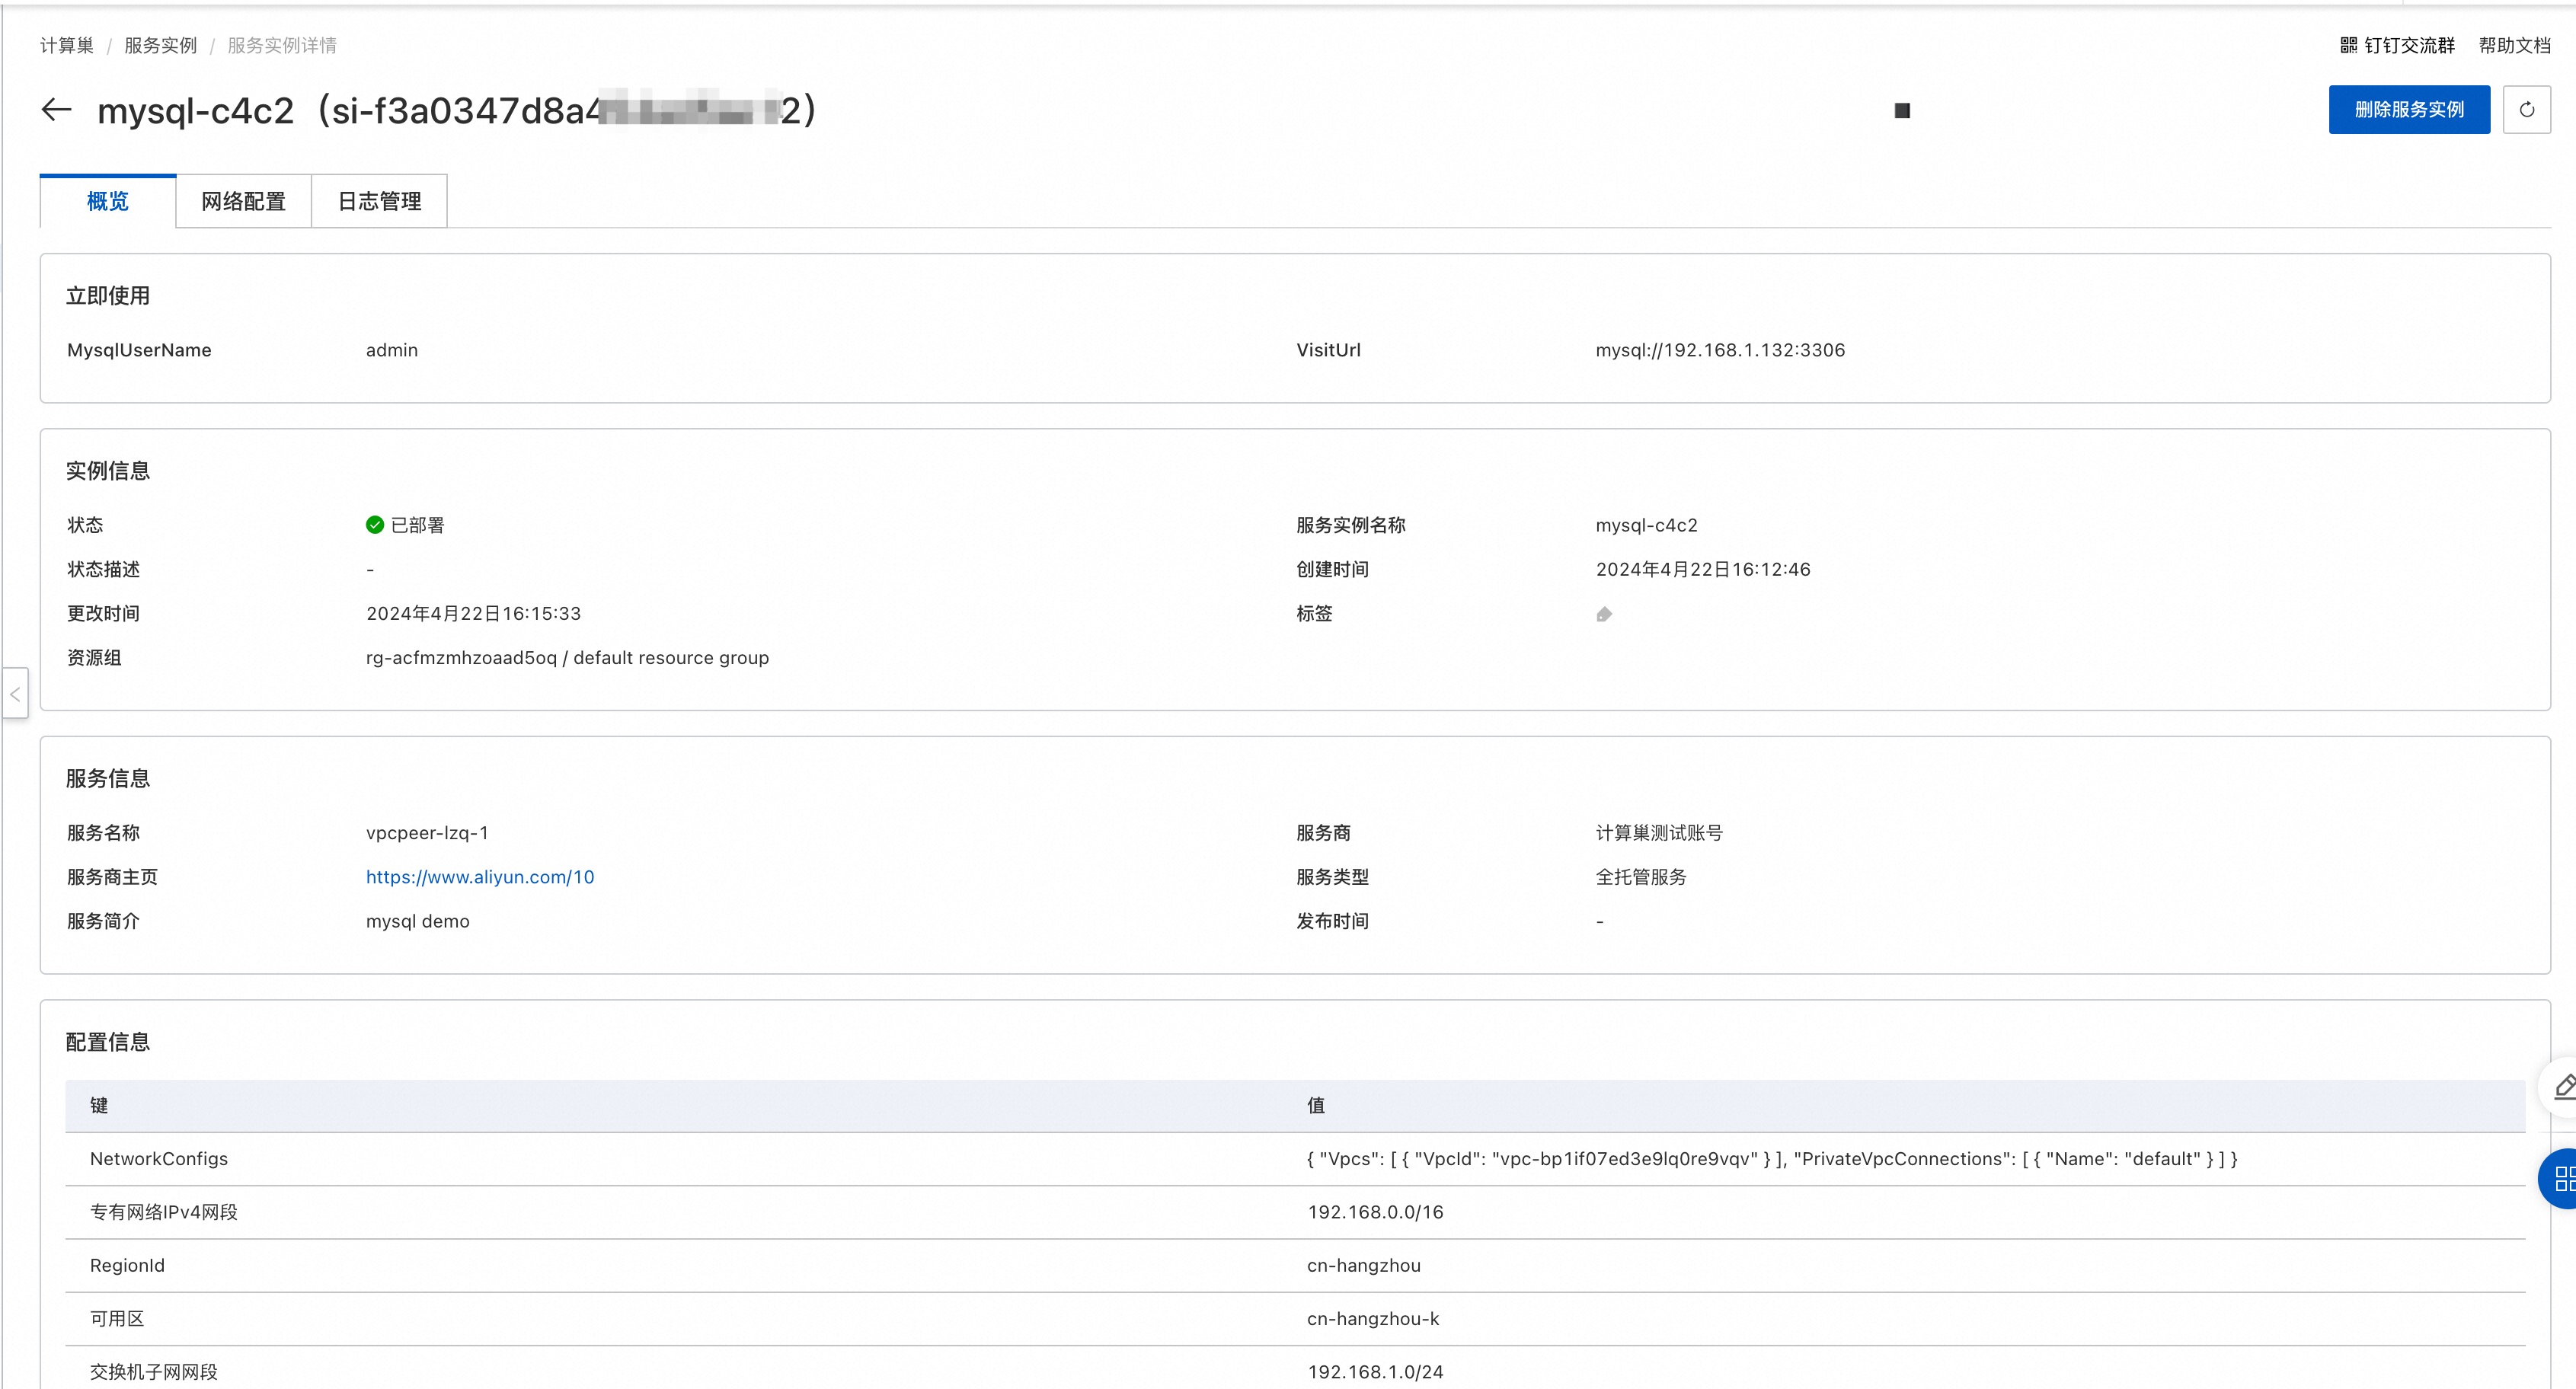 计算巢 / 服务实例 / 服务实例详情
钉钉交流群 帮助文档
mysql-c4c2（si-f3a0347d8a4 2）
删除服务实例
概览 网络配置 日志管理
立即使用
MysqlUserName admin VisitUrl mysql://192.168.1.132:3306
实例信息
状态 已部署 服务实例名称 mysql-c4c2
状态描述 - 创建时间 2024年4月22日16:12:46
更改时间 2024年4月22日16:15:33 标签
资源组 rg-acfmzmhzoaad5oq / default resource group
服务信息
服务名称 vpcpeer-lzq-1 服务商 计算巢测试账号
服务商主页 https://www.aliyun.com/10 服务类型 全托管服务
服务简介 mysql demo 发布时间 -
配置信息
键 值
NetworkConfigs { "Vpcs": [ { "VpcId": "vpc-bp1if07ed3e9lq0re9vqv" } ], "PrivateVpcConnections": [ { "Name": "default" } ] }
专有网络IPv4网段 192.168.0.0/16
RegionId cn-hangzhou
可用区 cn-hangzhou-k
交换机子网网段 192.168.1.0/24